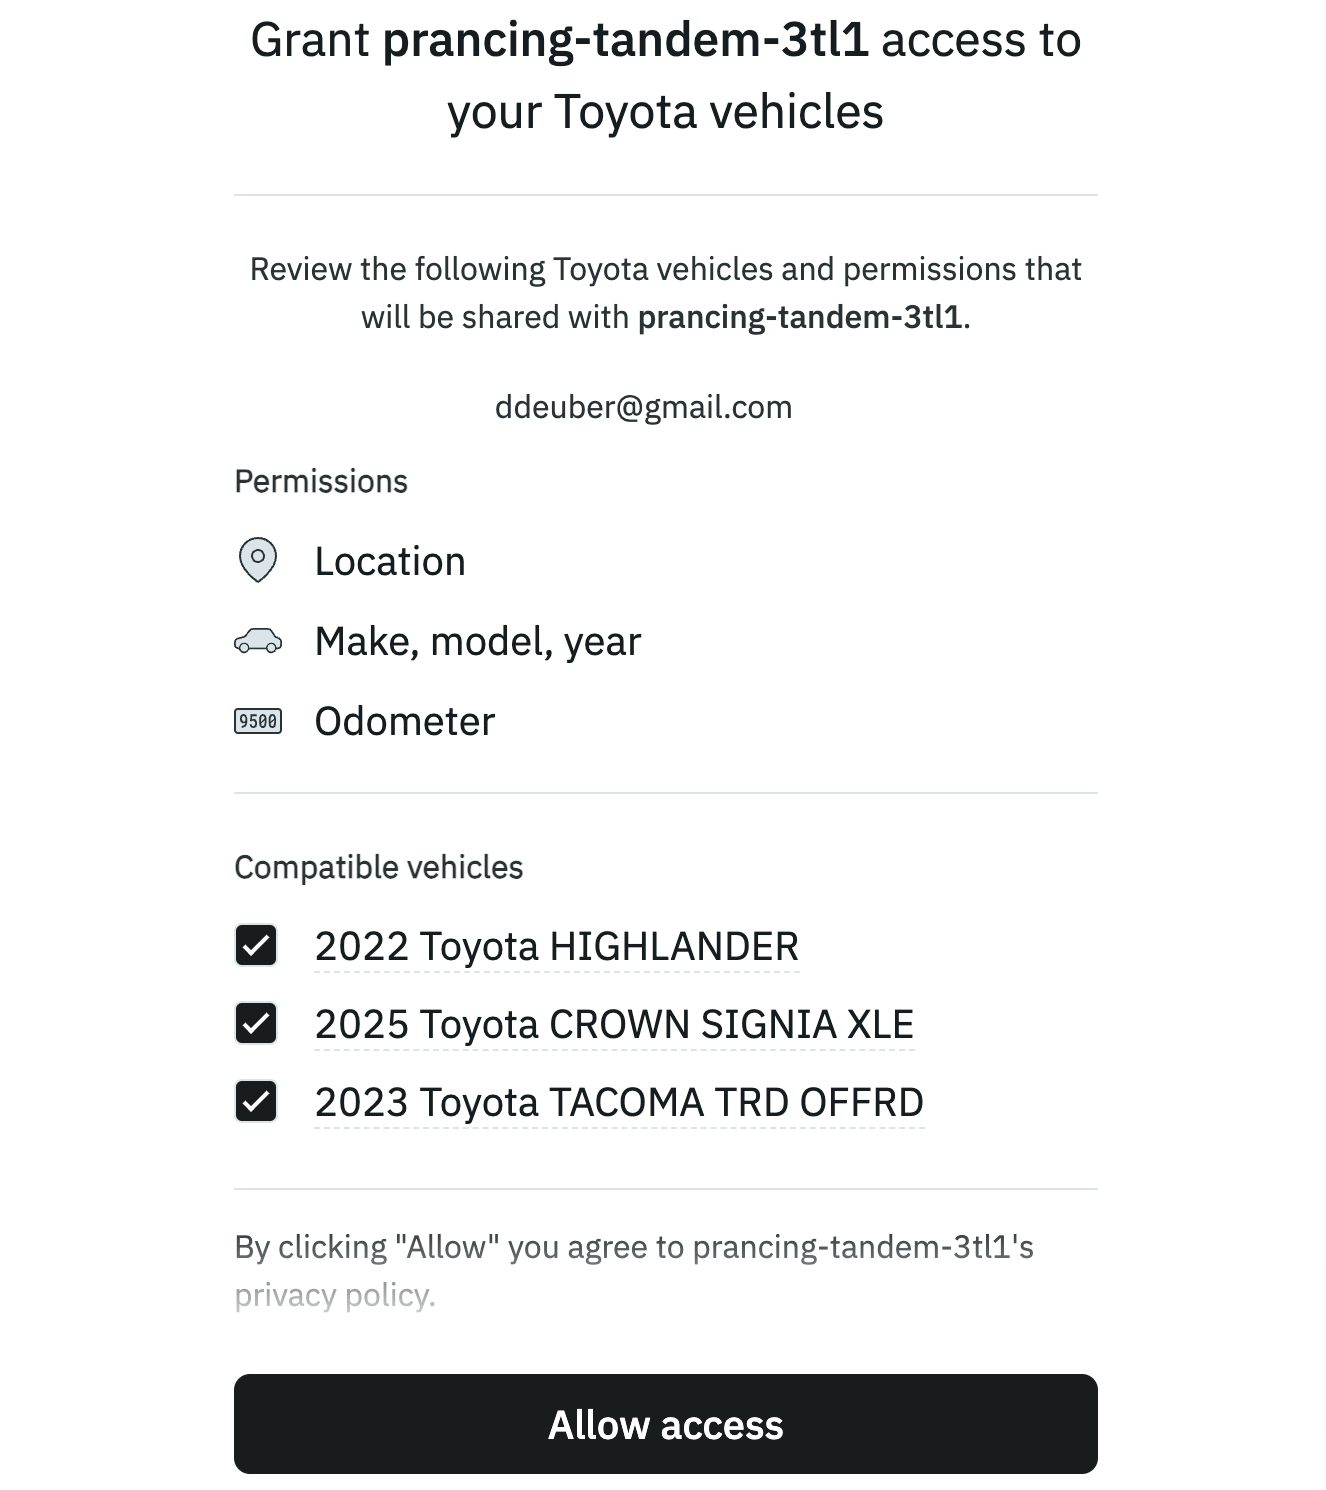 Grant prancing-tandem-3tl1 access to
your Toyota vehicles
Review the following Toyota vehicles and permissions that
will be shared with prancing-tandem-3tl1.
ddeuber@gmail.com
Permissions
Location
Make, model, year
9500 Odometer
Compatible vehicles
2022 Toyota HIGHLANDER
2025 Toyota CROWN SIGNIA XLE
2023 Toyota TACOMA TRD OFFRD
By clicking "Allow" you agree to prancing-tandem-3tl1's
privacy policy.
Allow access